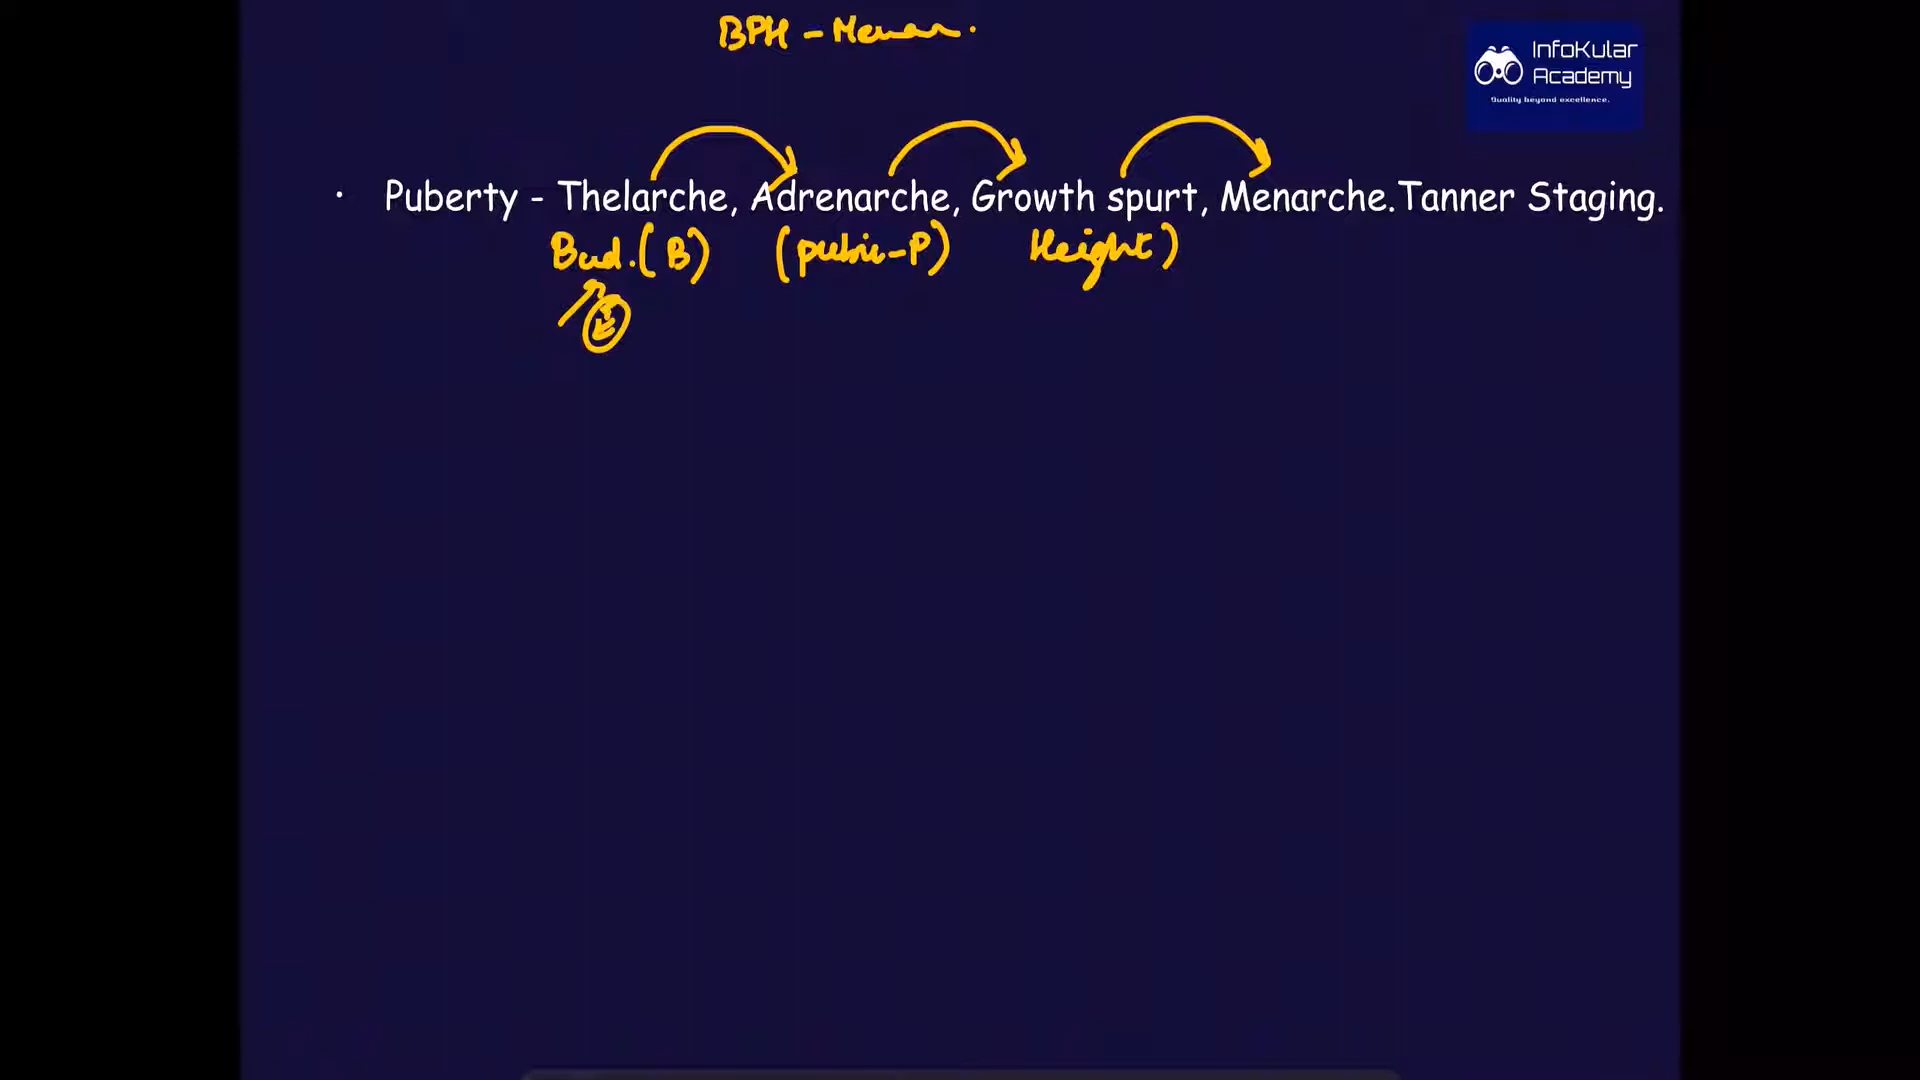 BPH - Menar.
InfoKular
Academy
Quality beyond excellence.
· Puberty - Thelarche, Adrenarche, Growth spurt, Menarche.Tanner Staging.
Bud.(B) (pubic-P) Height)
E